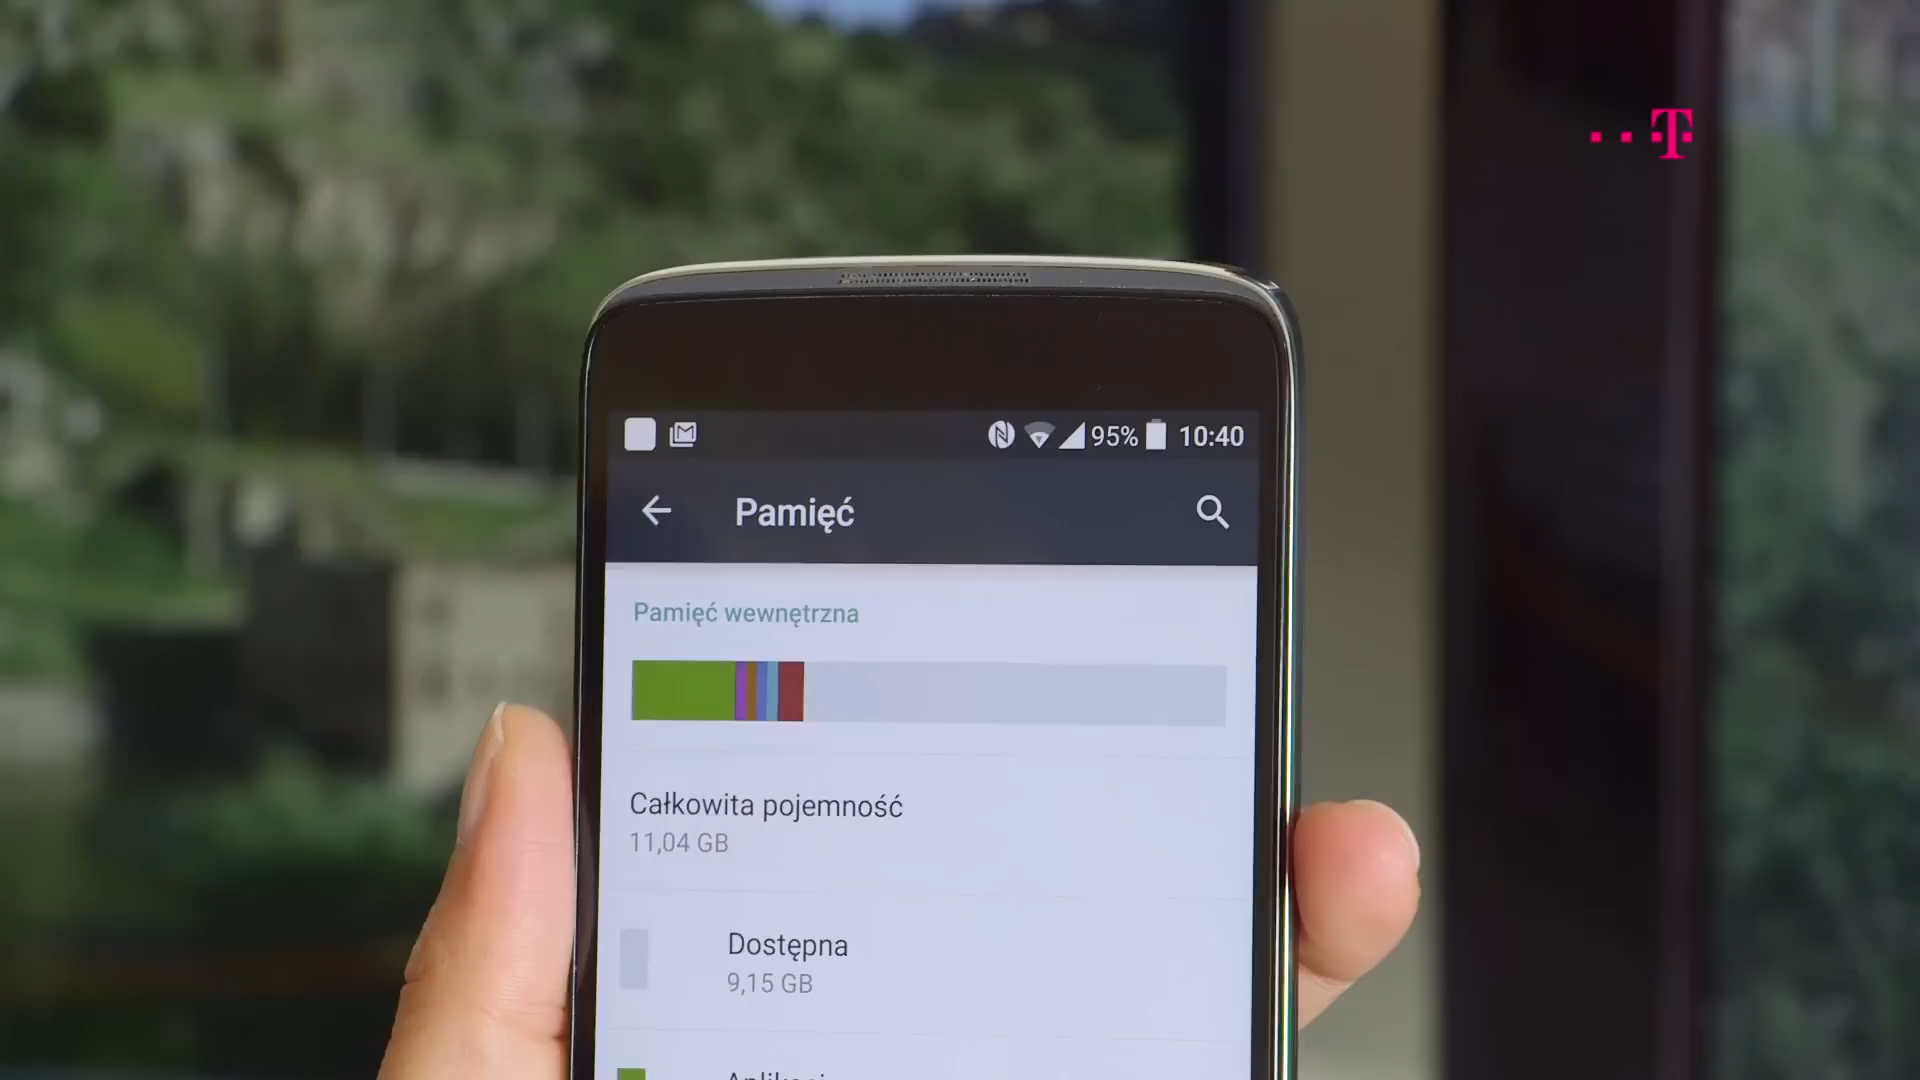 T
95% 10:40
Pamięć
Pamięć wewnętrzna
Całkowita pojemność
11,04 GB
Dostępna
9,15 GB